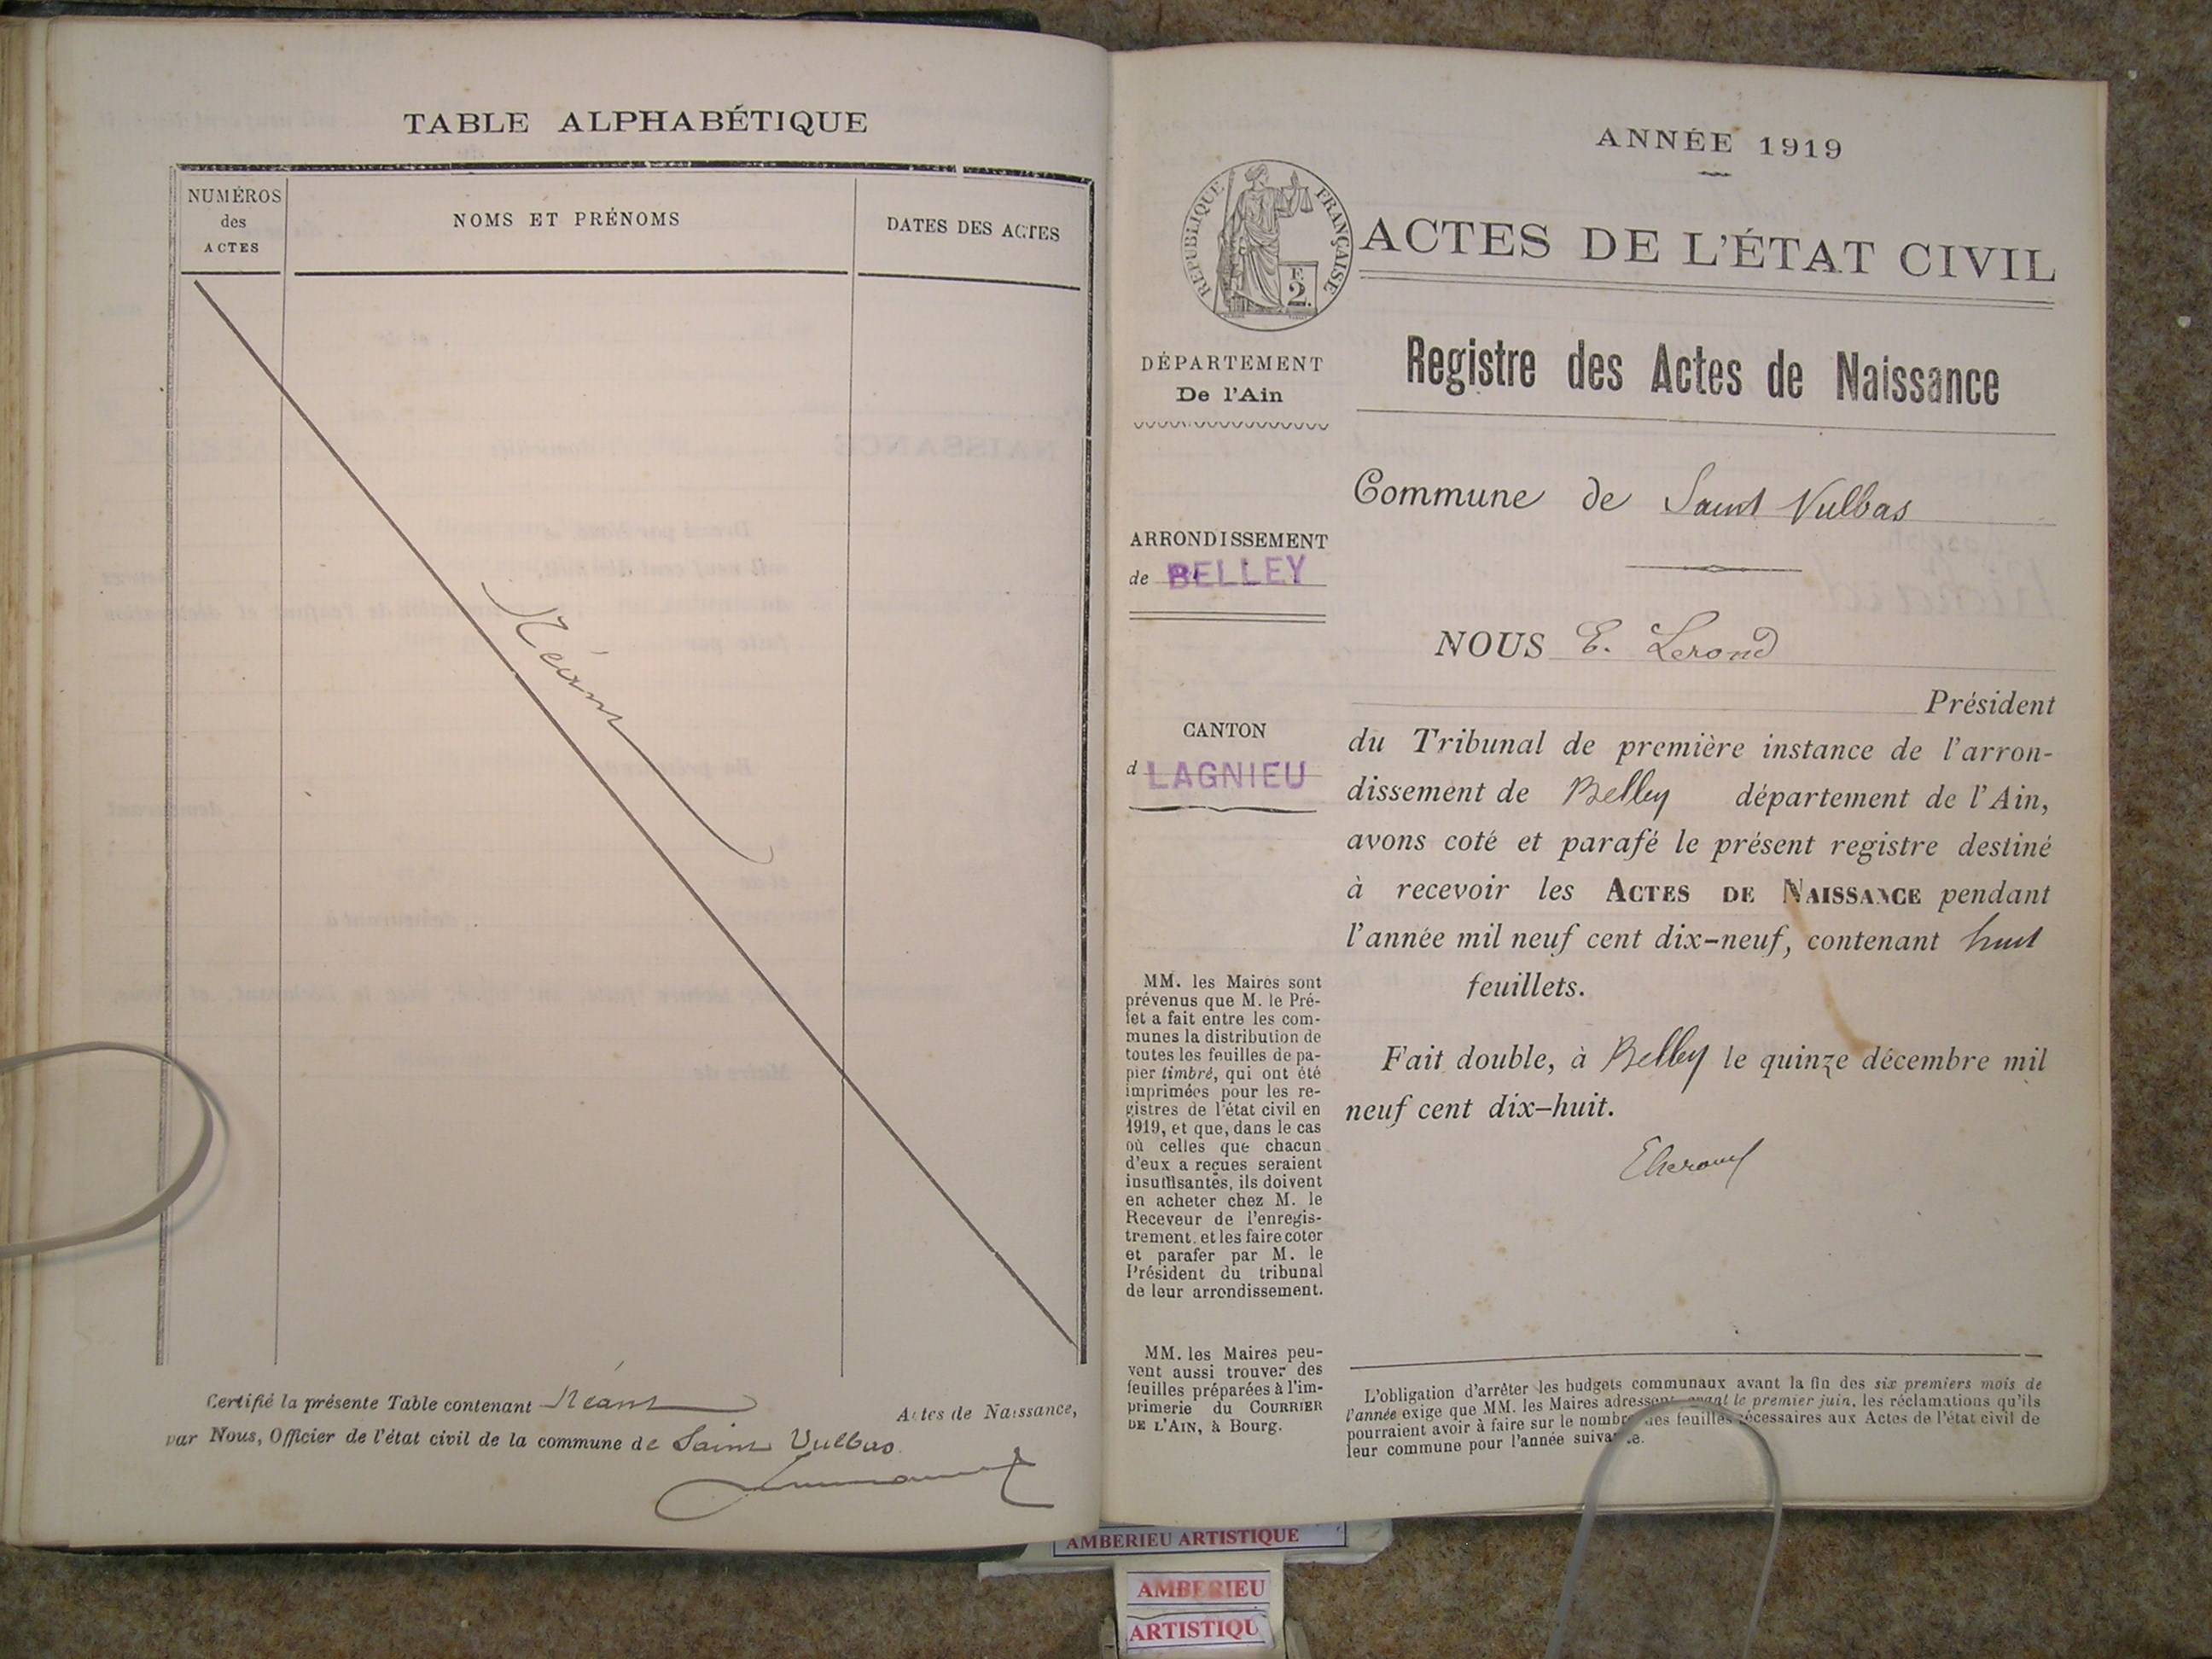 TABLE ALPHABÉTIQUE
NUMÉROS
des
ACTES
NOMS ET PRÉNOMS
DATES DES ACTES
Néant
Certifié la présente Table contenant Néant Actes de Naissance,
par Nous, Officier de l'état civil de la commune de Saint Vulbas
ANNÉE 1919
RÉPUBLIQUE FRANÇAISE
E
2.
ACTES DE L'ÉTAT CIVIL
Registre des Actes de Naissance
DÉPARTEMENT
De l'Ain
ARRONDISSEMENT
de BELLEY
CANTON
d LAGNIEU
MM. les Maires sont
prévenus que M. le Pré-
fet a fait entre les com-
munes la distribution de
toutes les feuilles de pa-
pier timbré, qui ont été
imprimées pour les re-
gistres de l'état civil en
1919, et que, dans le cas
où celles que chacun
d'eux a reçues seraient
insuffisantes, ils doivent
en acheter chez M. le
Receveur de l'enregis-
trement. et les faire coter
et parafer par M. le
Président du tribunal
de leur arrondissement.
MM. les Maires peu-
vent aussi trouver des
feuilles préparées à l'im-
primerie du COURRIER
DE L'AIN, à Bourg.
Commune de Saint Vulbas
NOUS E. Lerond
Président
du Tribunal de première instance de l'arron-
dissement de Belley département de l'Ain,
avons coté et parafé le présent registre destiné
à recevoir les ACTES DE NAISSANCE pendant
l'année mil neuf cent dix-neuf, contenant huit
feuillets.
Fait double, à Belley le quinze décembre mil
neuf cent dix-huit.
ELerond
L'obligation d'arrêter les budgets communaux avant la fin des six premiers mois de
l'année exige que MM. les Maires adressent avant le premier juin, les réclamations qu'ils
pourraient avoir à faire sur le nombre des feuilles nécessaires aux Actes de l'état civil de
leur commune pour l'année suivante.
AMBERIEU ARTISTIQUE
AMBERIEU
ARTISTIQU